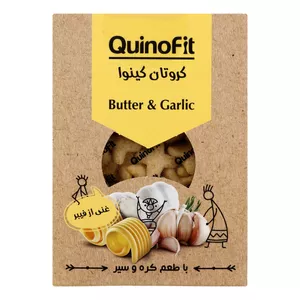 QuinoFit
کروتان کینوا
Butter & Garlic
غنی از فیبر
با طعم کره و سیر